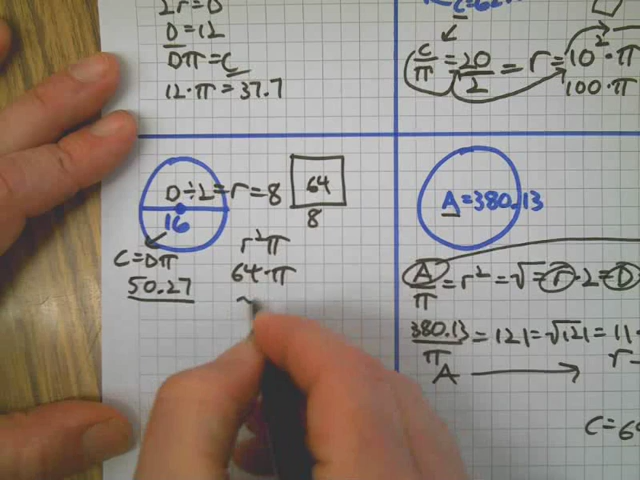 2r=D
D=12
Dπ=C
12·π=37.7
C/π=20/2=r=10²·π
100·π
D÷2=r=8
64
8
16
r²π
C=Dπ
64·π
50.27
A=380.13
A/π=r²=√=r·2=D
380.13/π=121=√121=11
A
r
C=6